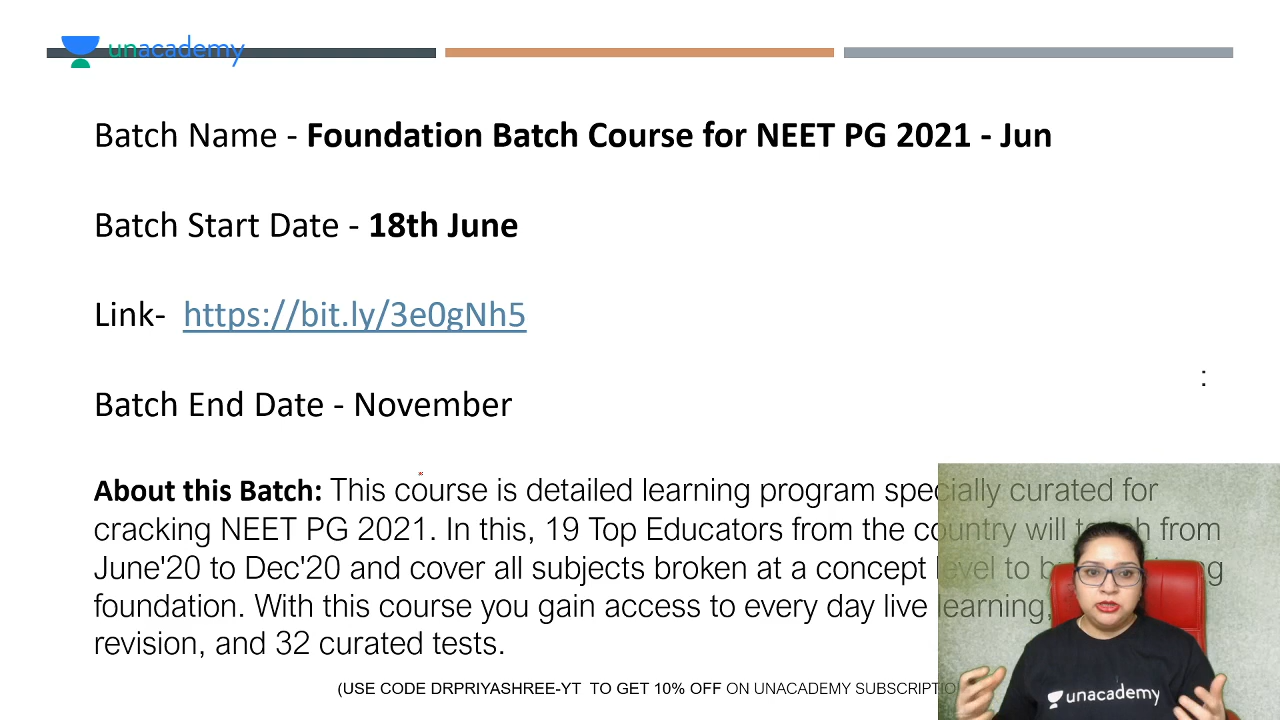 unacademy
Batch Name - Foundation Batch Course for NEET PG 2021 - Jun
Batch Start Date - 18th June
Link- https://bit.ly/3e0gNh5
Batch End Date - November
:
About this Batch: This course is detailed learning program specially curated for
cracking NEET PG 2021. In this, 19 Top Educators from the country will from
June'20 to Dec'20 and cover all subjects broken at a concept level to
foundation. With this course you gain access to every day live learning,
revision, and 32 curated tests.
(USE CODE DRPRIYASHREE-YT TO GET 10% OFF ON UNACADEMY
unacademy